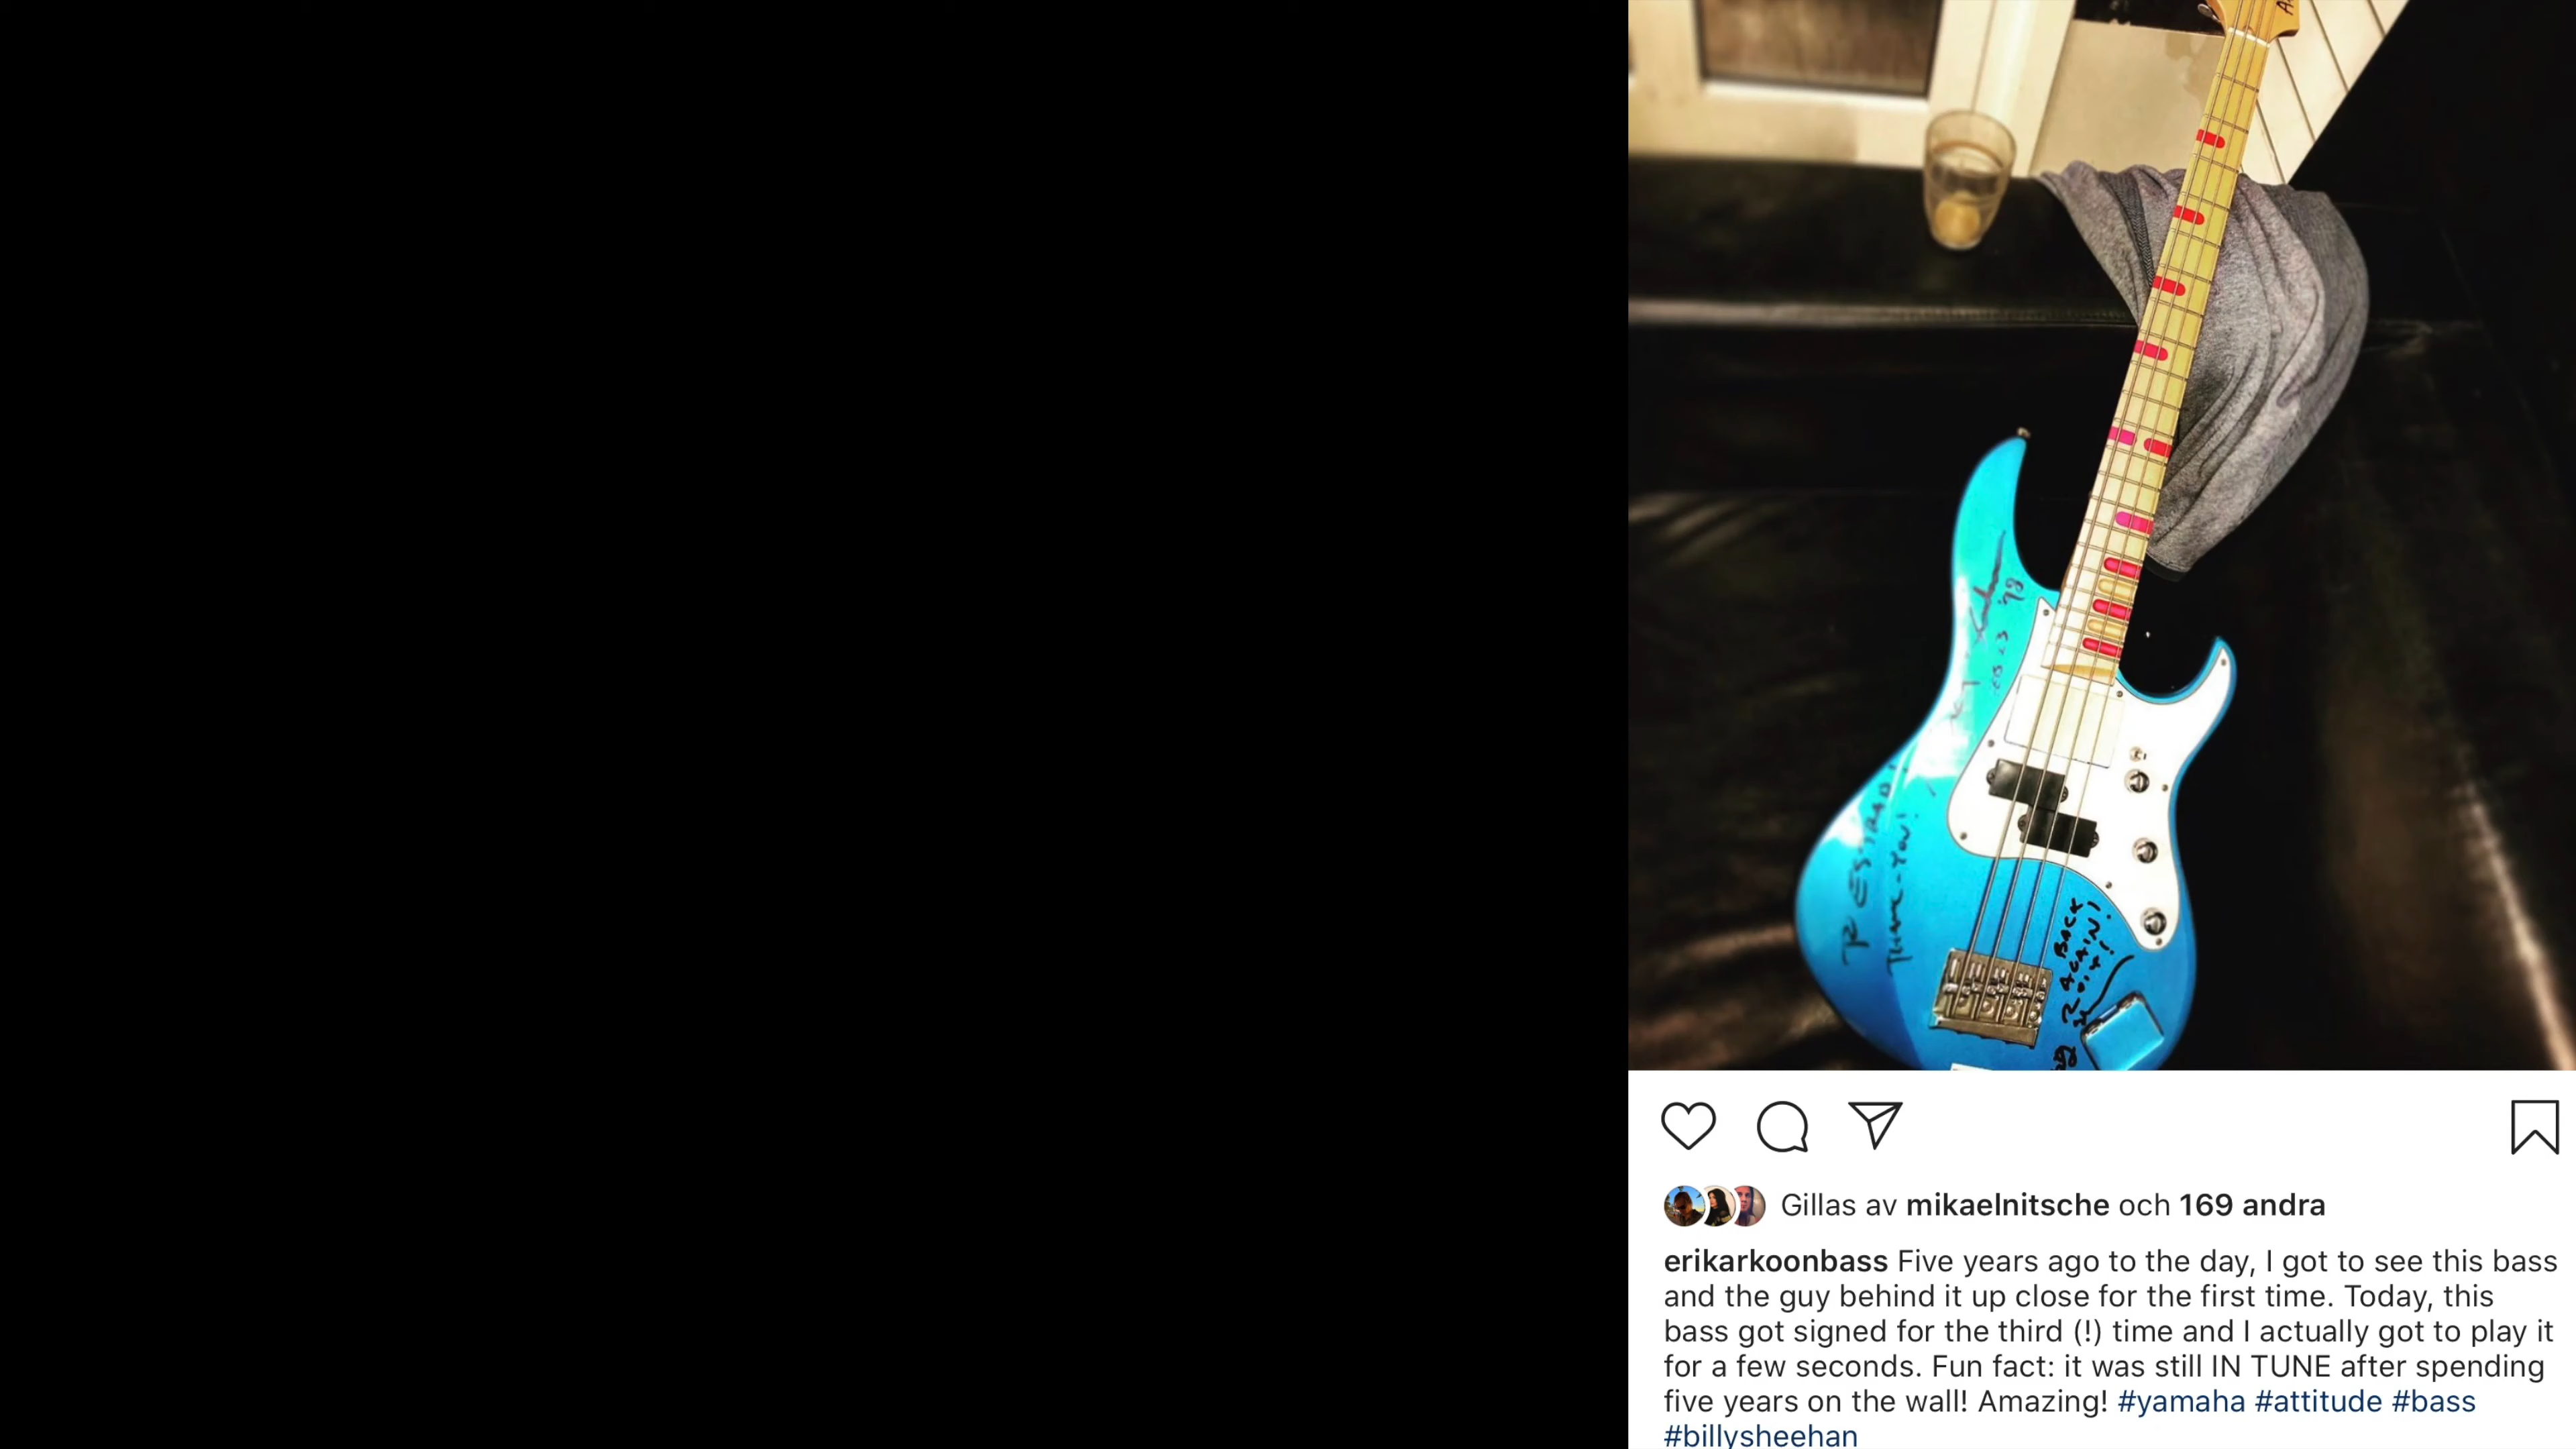 A
'98
THANK-YOU!
BACK
AGAIN!
Gillas av mikaelnitsche och 169 andra
erikarkoonbass Five years ago to the day, I got to see this bass
and the guy behind it up close for the first time. Today, this
bass got signed for the third (!) time and I actually got to play it
for a few seconds. Fun fact: it was still IN TUNE after spending
five years on the wall! Amazing! #yamaha #attitude #bass
#billysheehan